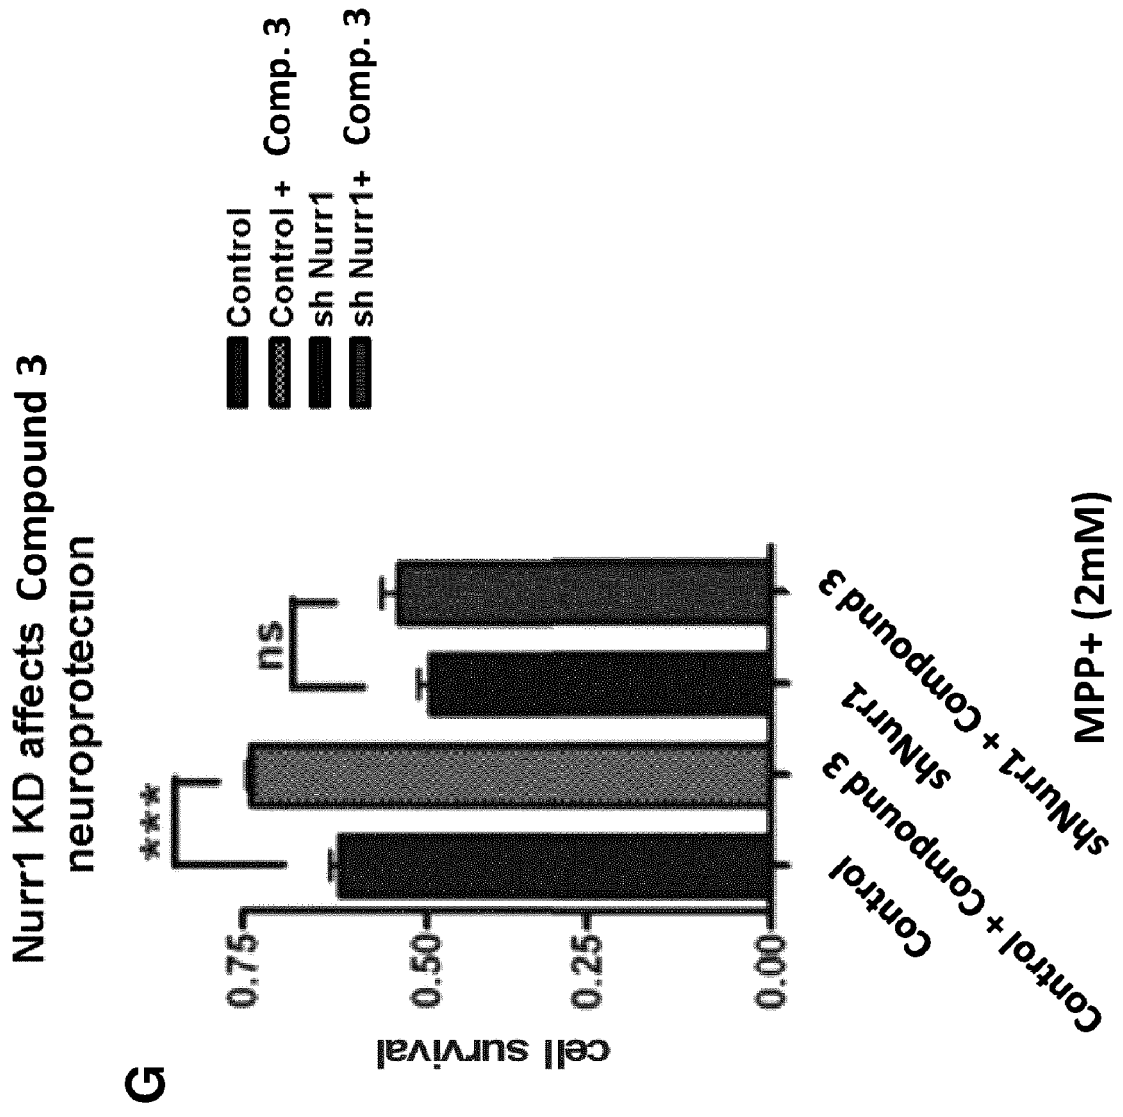 G
Nurr1 KD affects Compound 3
neuroprotection
Control
Control + Comp. 3
sh Nurr1
sh Nurr1+ Comp. 3
***
ns
cell survival
0.75
0.50
0.25
0.00
Control
Control + Compound 3
shNurr1
shNurr1 + Compound 3
MPP+ (2mM)